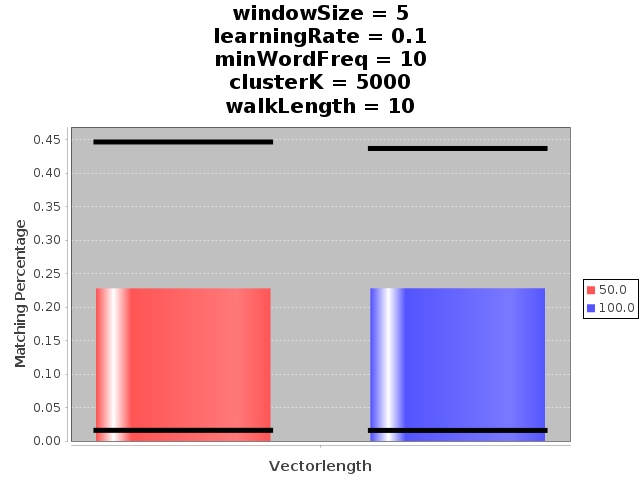 windowSize = 5
learningRate = 0.1
minWordFreq = 10
clusterK = 5000
walkLength = 10
0.45
0.40
0.35
0.30
0.25
0.20
0.15
0.10
0.05
0.00
Matching Percentage
Vectorlength
50.0
100.0